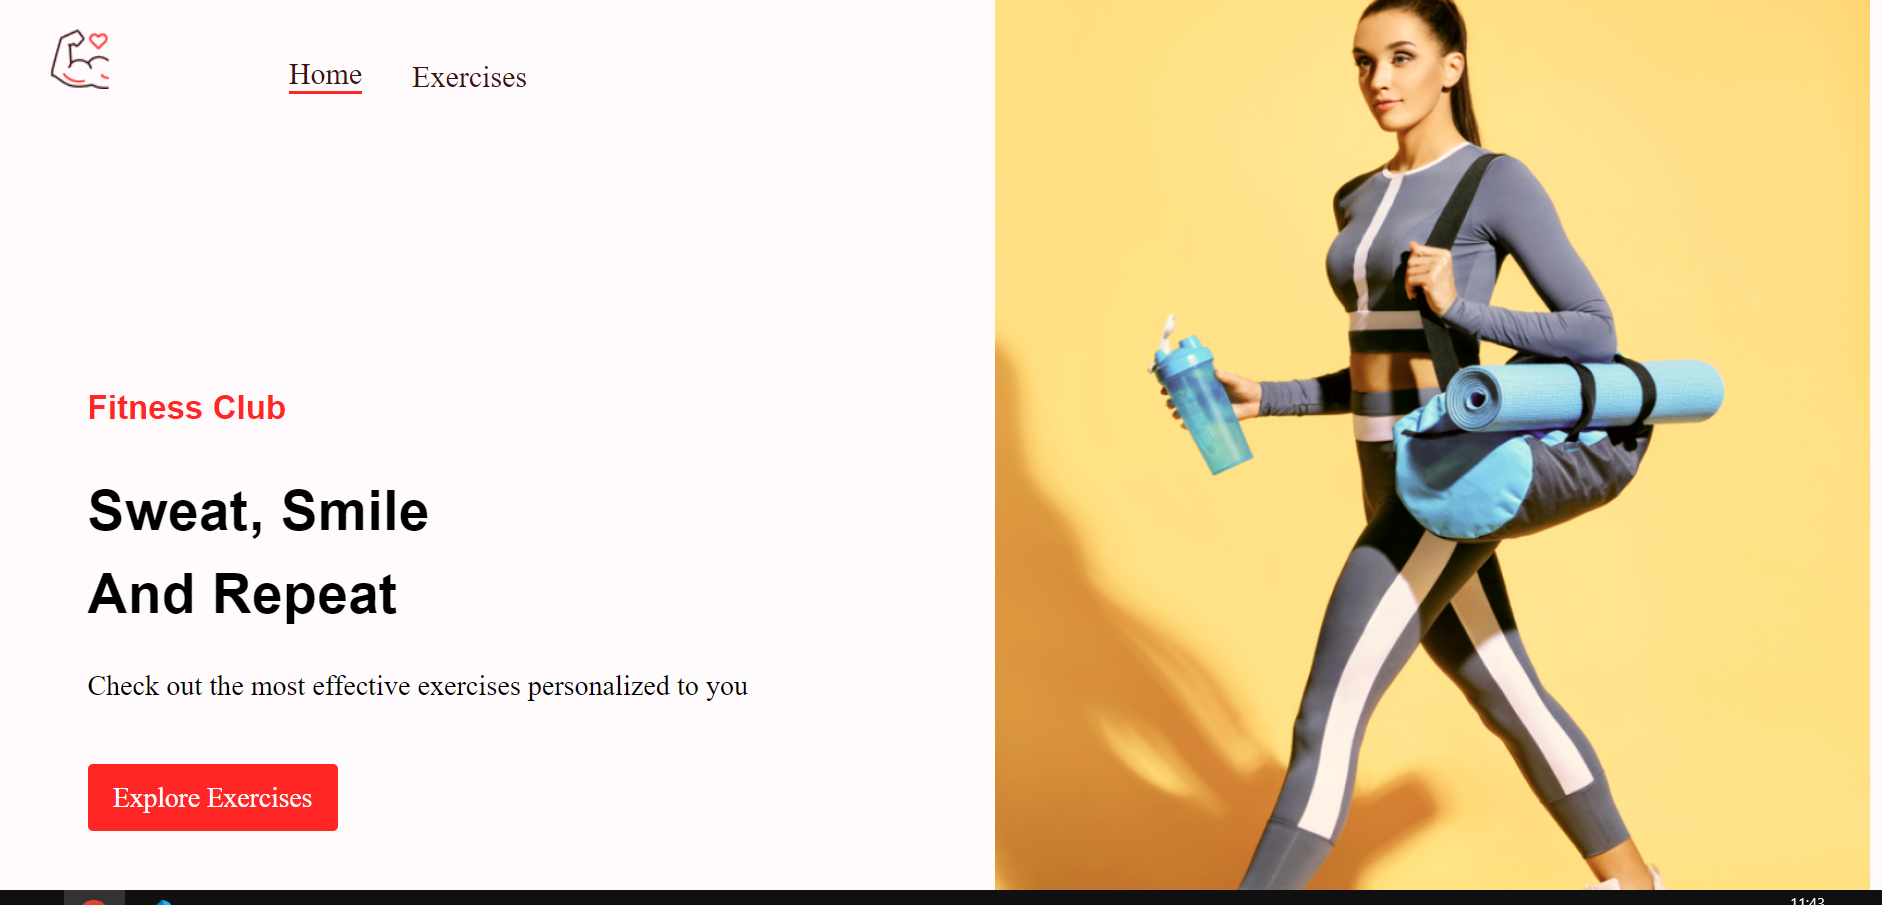 Home Exercises
Fitness Club
Sweat, Smile
And Repeat
Check out the most effective exercises personalized to you
Explore Exercises
11:43